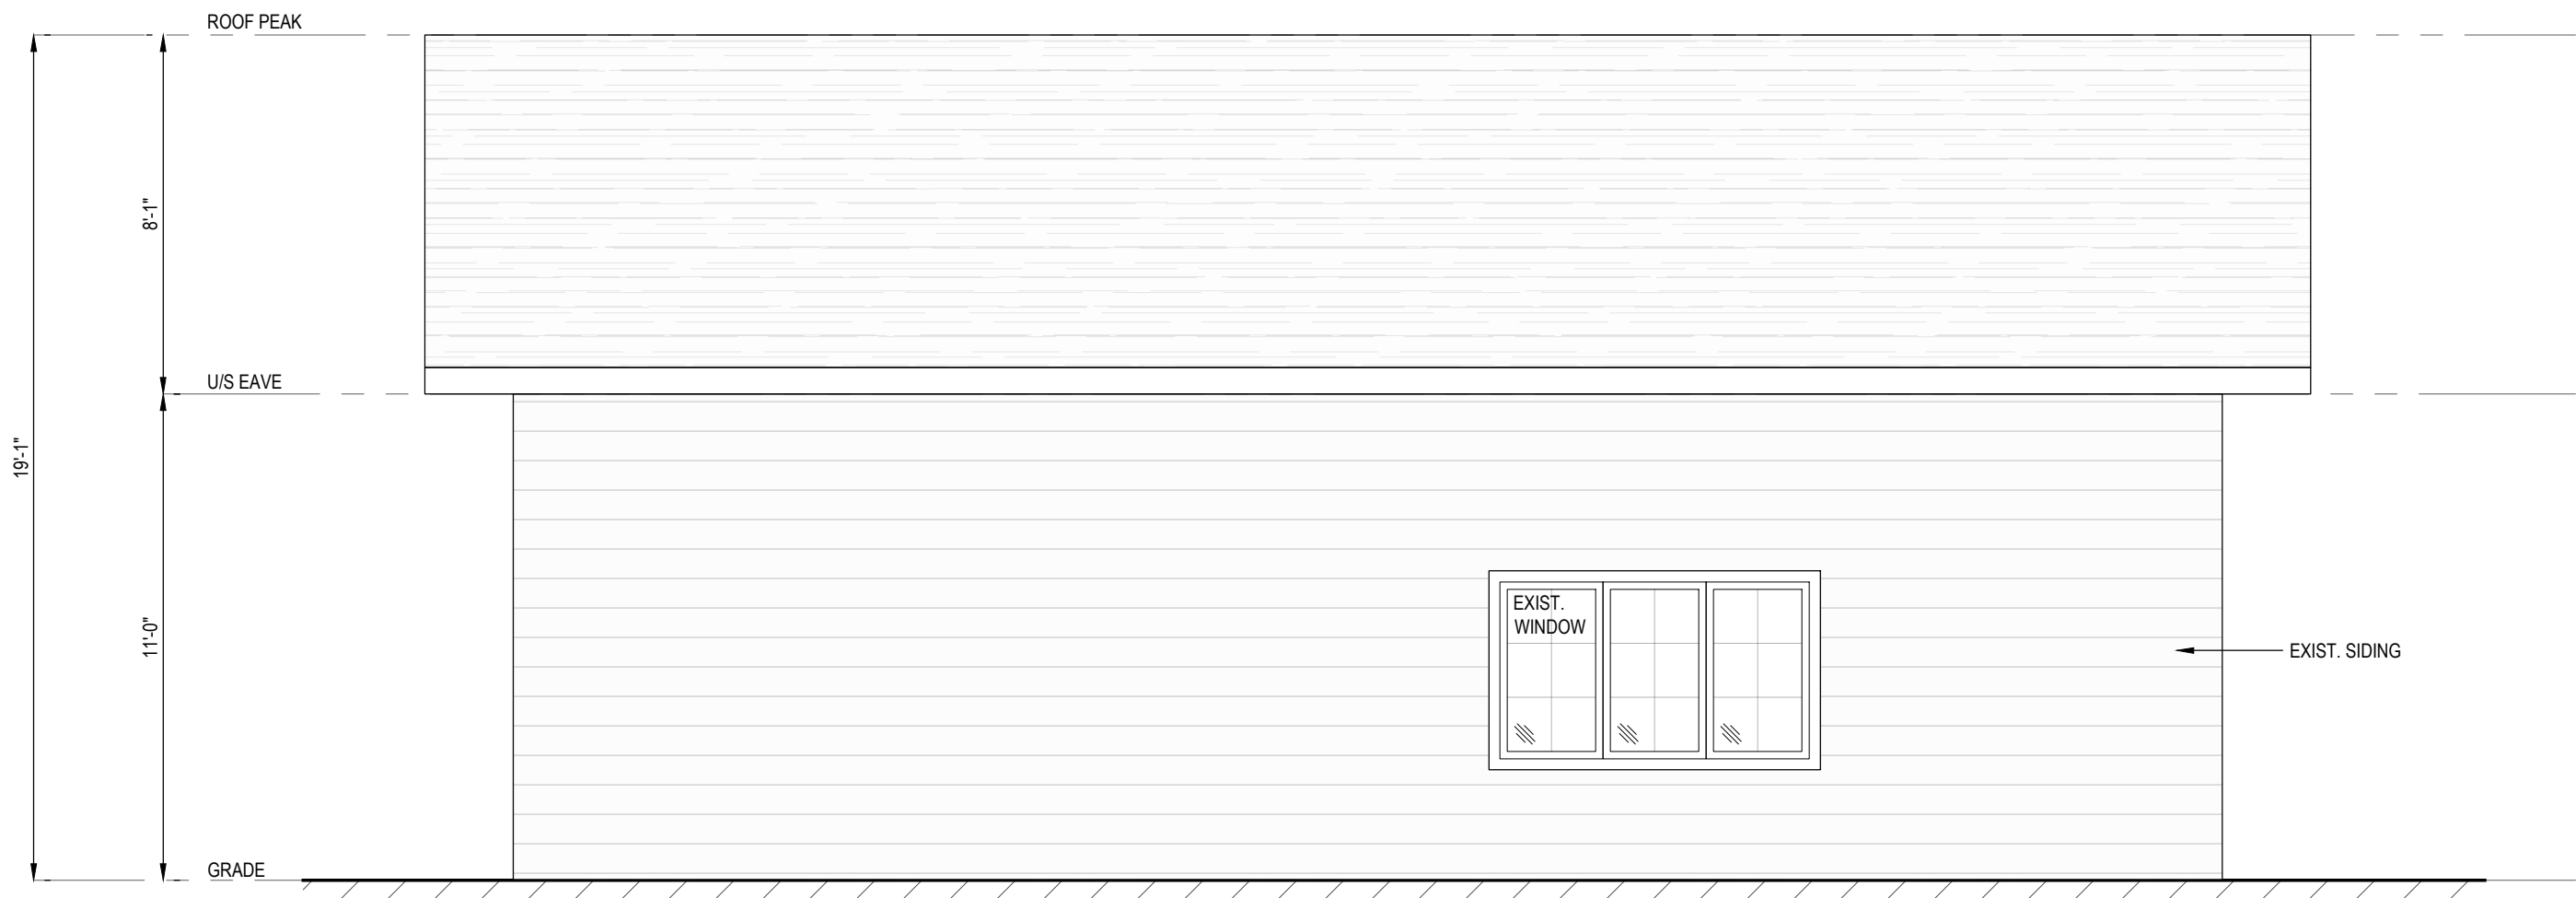 ROOF PEAK
8'-1"
U/S EAVE
19'-1"
EXIST.
WINDOW
11'-0"
EXIST. SIDING
GRADE